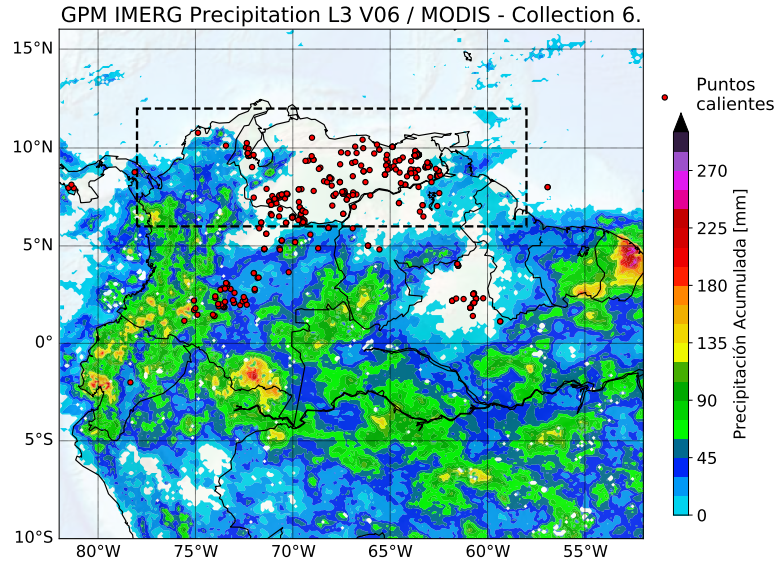 GPM IMERG Precipitation L3 V06 / MODIS - Collection 6.
15°N
10°N
5°N
0°
5°S
10°S
80°W
75°W
70°W
65°W
60°W
55°W
Puntos
calientes
270
225
180
135
90
45
0
Precipitación Acumulada [mm]